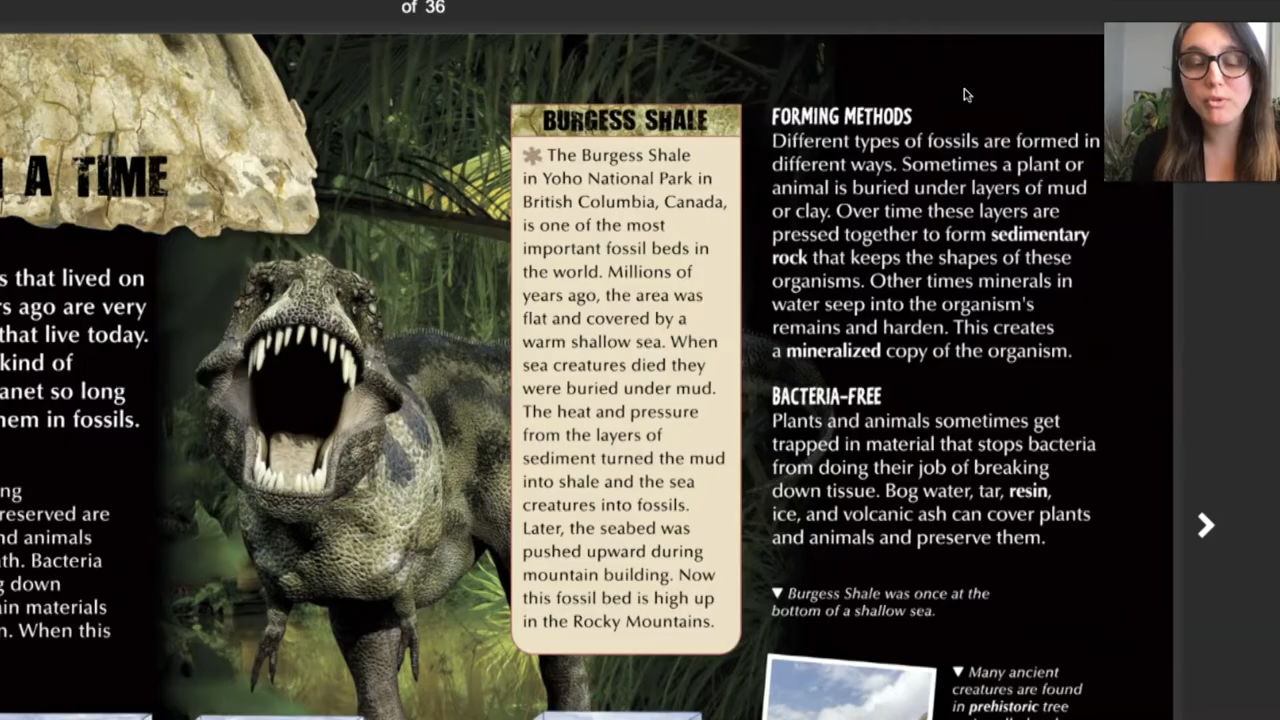 of 36
A TIME
s that lived on
rs ago are very
that live today.
kind of
anet so long
hem in fossils.
ng
reserved are
nd animals
ath. Bacteria
g down
ain materials
n. When this
BURGESS SHALE
The Burgess Shale
in Yoho National Park in
British Columbia, Canada,
is one of the most
important fossil beds in
the world. Millions of
years ago, the area was
flat and covered by a
warm shallow sea. When
sea creatures died they
were buried under mud.
The heat and pressure
from the layers of
sediment turned the mud
into shale and the sea
creatures into fossils.
Later, the seabed was
pushed upward during
mountain building. Now
this fossil bed is high up
in the Rocky Mountains.
FORMING METHODS
Different types of fossils are formed in
different ways. Sometimes a plant or
animal is buried under layers of mud
or clay. Over time these layers are
pressed together to form sedimentary
rock that keeps the shapes of these
organisms. Other times minerals in
water seep into the organism's
remains and harden. This creates
a mineralized copy of the organism.
BACTERIA-FREE
Plants and animals sometimes get
trapped in material that stops bacteria
from doing their job of breaking
down tissue. Bog water, tar, resin,
ice, and volcanic ash can cover plants
and animals and preserve them.
▼ Burgess Shale was once at the
bottom of a shallow sea.
▼ Many ancient
creatures are found
in prehistoric tree